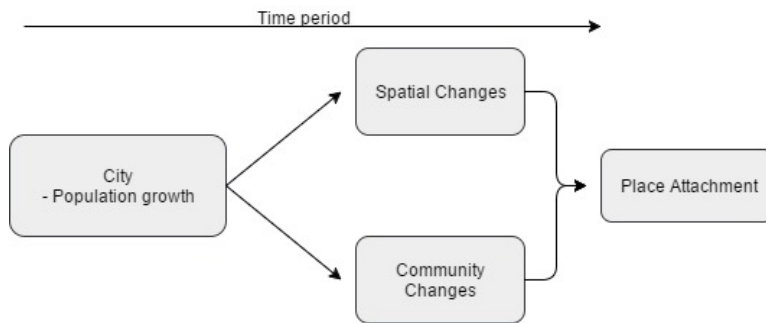 Time period
Spatial Changes
City
- Population growth
Place Attachment
Community
Changes